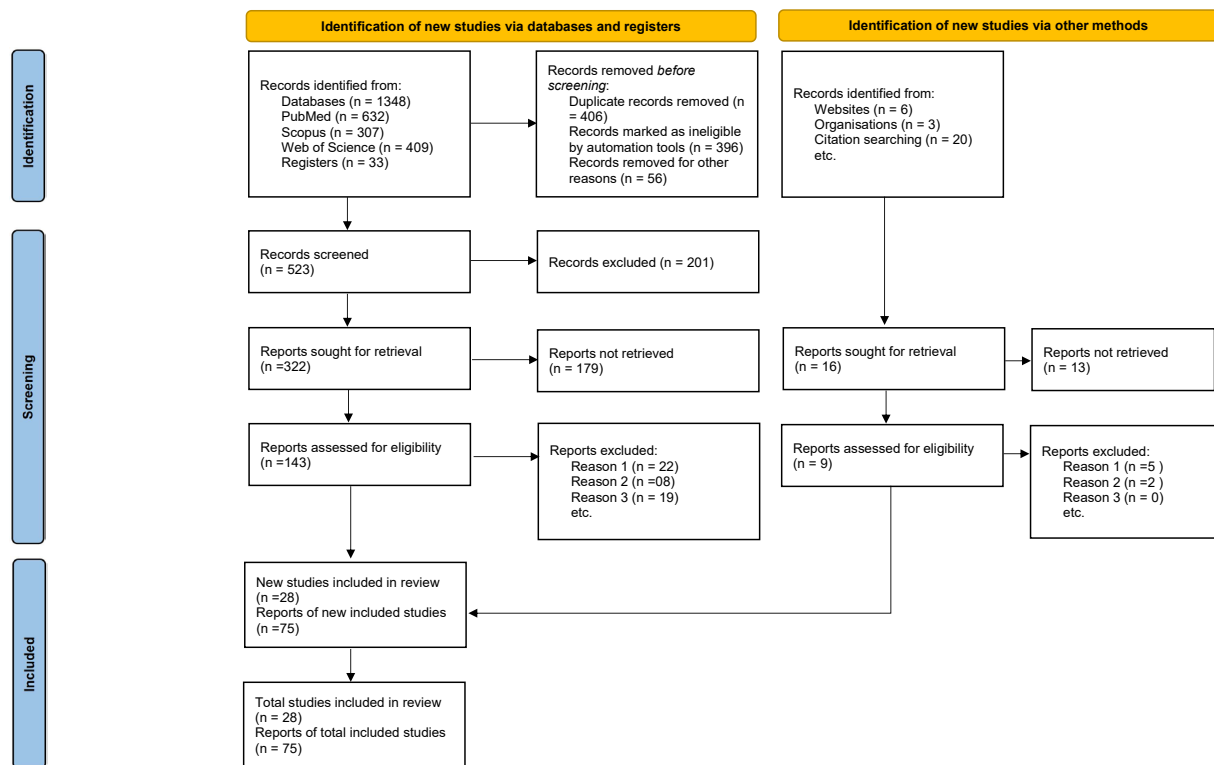 Identification of new studies via databases and registers
Identification of new studies via other methods
Identification
Records identified from:
Databases (n = 1348)
PubMed (n = 632)
Scopus (n = 307)
Web of Science (n = 409)
Registers (n = 33)
Records removed before
screening:
Duplicate records removed (n
= 406)
Records marked as ineligible
by automation tools (n = 396)
Records removed for other
reasons (n = 56)
Records identified from:
Websites (n = 6)
Organisations (n = 3)
Citation searching (n = 20)
etc.
Screening
Records screened
(n = 523)
Records excluded (n = 201)
Reports sought for retrieval
(n =322)
Reports not retrieved
(n = 179)
Reports sought for retrieval
(n = 16)
Reports not retrieved
(n = 13)
Reports assessed for eligibility
(n =143)
Reports excluded:
Reason 1 (n = 22)
Reason 2 (n =08)
Reason 3 (n = 19)
etc.
Reports assessed for eligibility
(n = 9)
Reports excluded:
Reason 1 (n =5 )
Reason 2 (n =2 )
Reason 3 (n = 0)
etc.
Included
New studies included in review
(n =28)
Reports of new included studies
(n =75)
Total studies included in review
(n = 28)
Reports of total included studies
(n = 75)